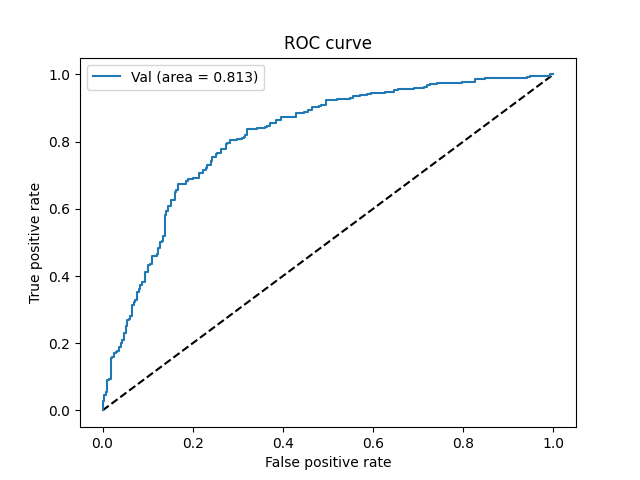 ROC curve
Val (area = 0.813)
True positive rate
1.0
0.8
0.6
0.4
0.2
0.0
0.0 0.2 0.4 0.6 0.8 1.0
False positive rate